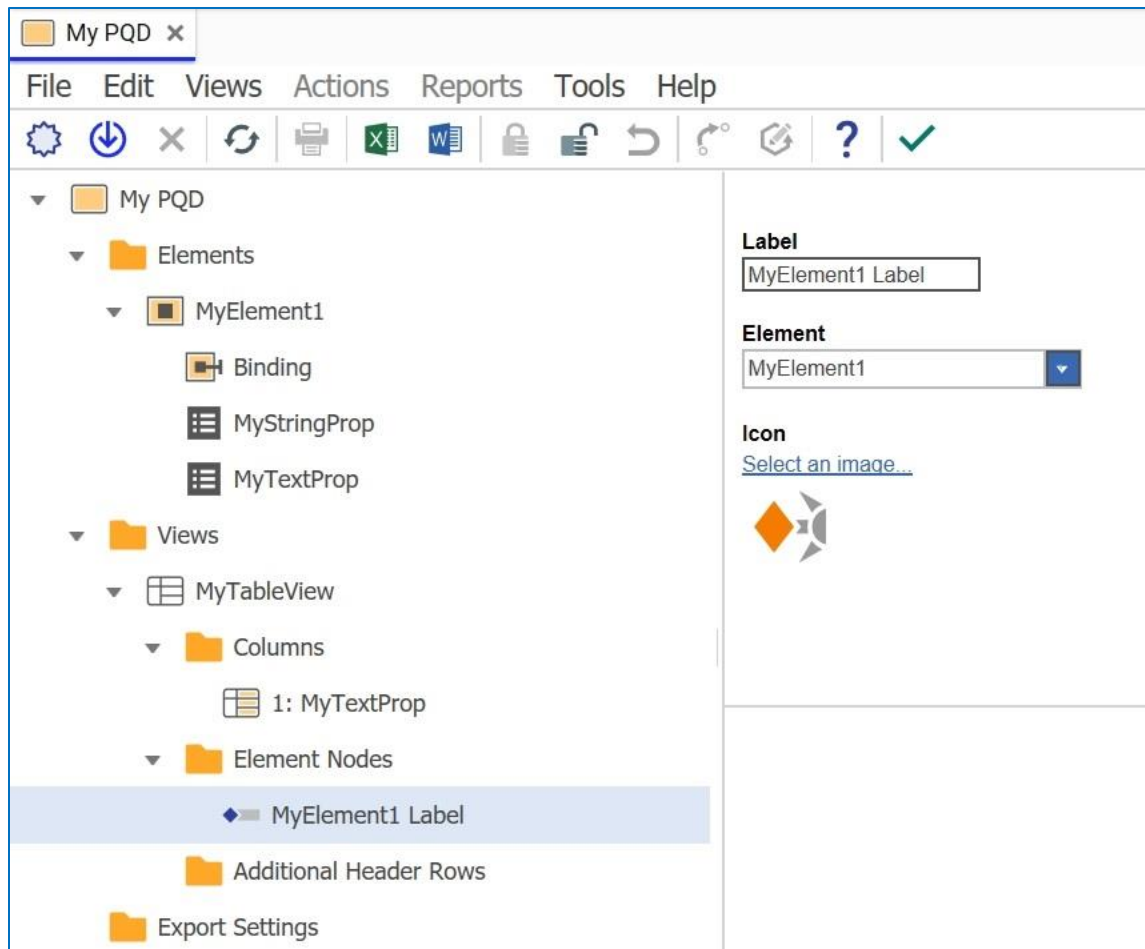 My PQD
File Edit Views Actions Reports Tools Help
My PQD
Elements
MyElement1
Binding
MyStringProp
MyTextProp
Views
MyTableView
Columns
1: MyTextProp
Element Nodes
MyElement1 Label
Additional Header Rows
Export Settings
Label
MyElement1 Label
Element
MyElement1
Icon
Select an image...